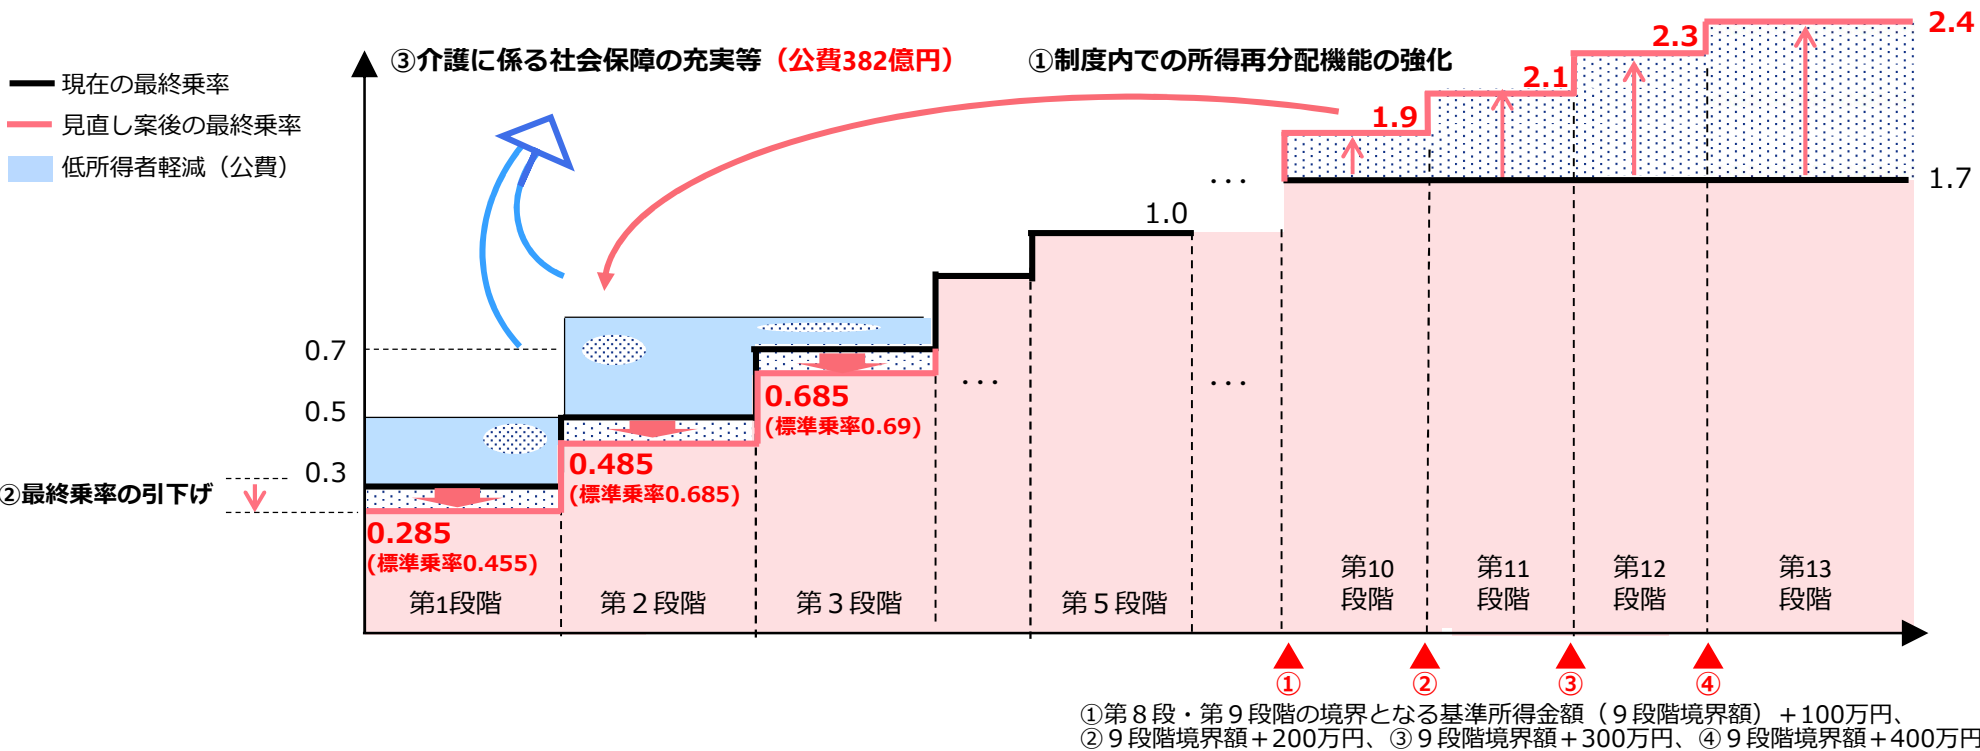 ③介護に係る社会保障の充実等（公費382億円）
①制度内での所得再分配機能の強化
現在の最終乗率
見直し案後の最終乗率
低所得者軽減（公費）
2.4
2.3
2.1
1.9
1.7
…
1.0
0.7
0.5
0.3
②最終乗率の引下げ
…
…
0.685
(標準乗率0.69)
0.485
(標準乗率0.685)
0.285
(標準乗率0.455)
第1段階
第２段階
第３段階
第５段階
第10
段階
第11
段階
第12
段階
第13
段階
①
②
③
④
①第８段・第９段階の境界となる基準所得金額（９段階境界額）＋100万円、
②９段階境界額＋200万円、③９段階境界額＋300万円、④９段階境界額＋400万円